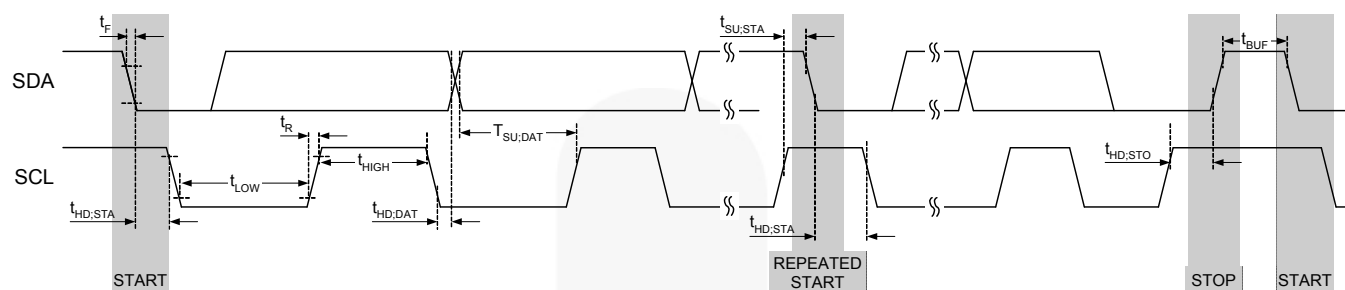 tF
tSU;STA
tBUF
SDA
tR
TSU;DAT
tHIGH
tHD;STO
SCL
tLOW
tHD;STA
tHD;DAT
tHD;STA
START
REPEATED
START
STOP
START